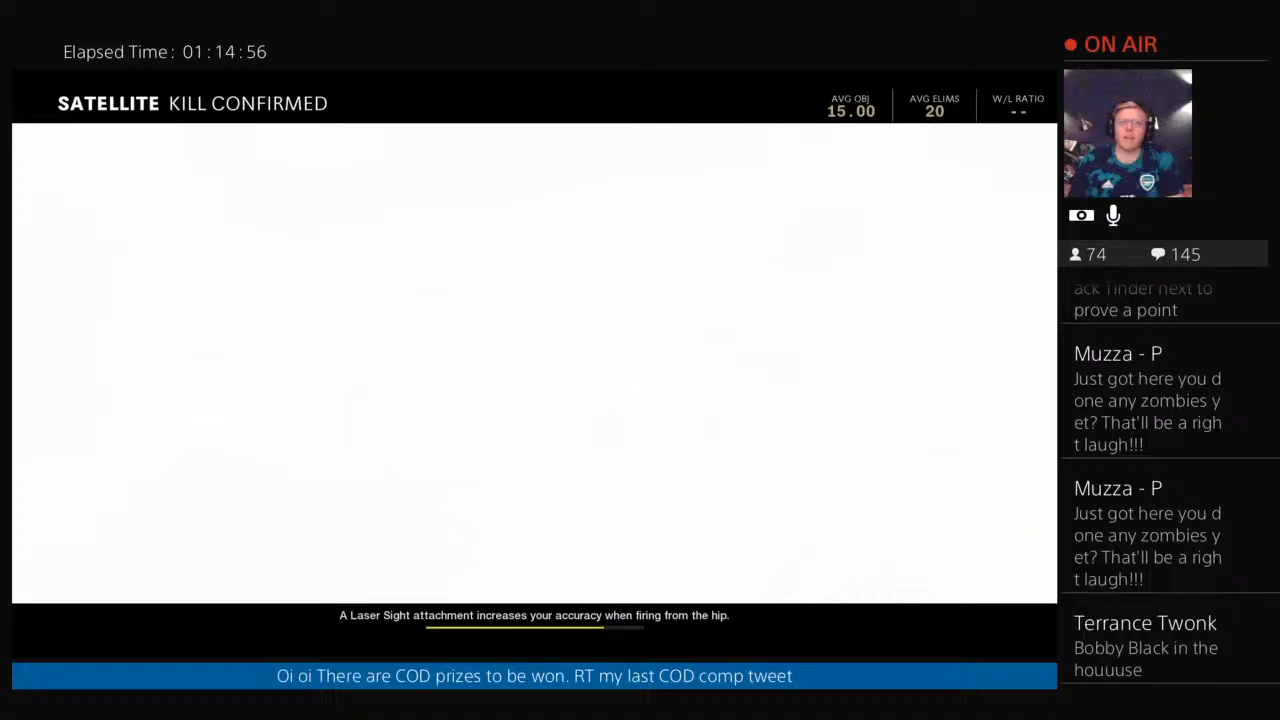 Elapsed Time: 01:14:56
ON AIR
SATELLITE KILL CONFIRMED
AVG OBJ
15.00
AVG ELIMS
20
W/L RATIO
--
74
145
ack Tinder next to
prove a point
Muzza - P
Just got here you d
one any zombies y
et? That'll be a righ
t laugh!!!
Muzza - P
Just got here you d
one any zombies y
et? That'll be a righ
t laugh!!!
Terrance Twonk
Bobby Black in the
houuuse
A Laser Sight attachment increases your accuracy when firing from the hip.
Oi oi There are COD prizes to be won. RT my last COD comp tweet